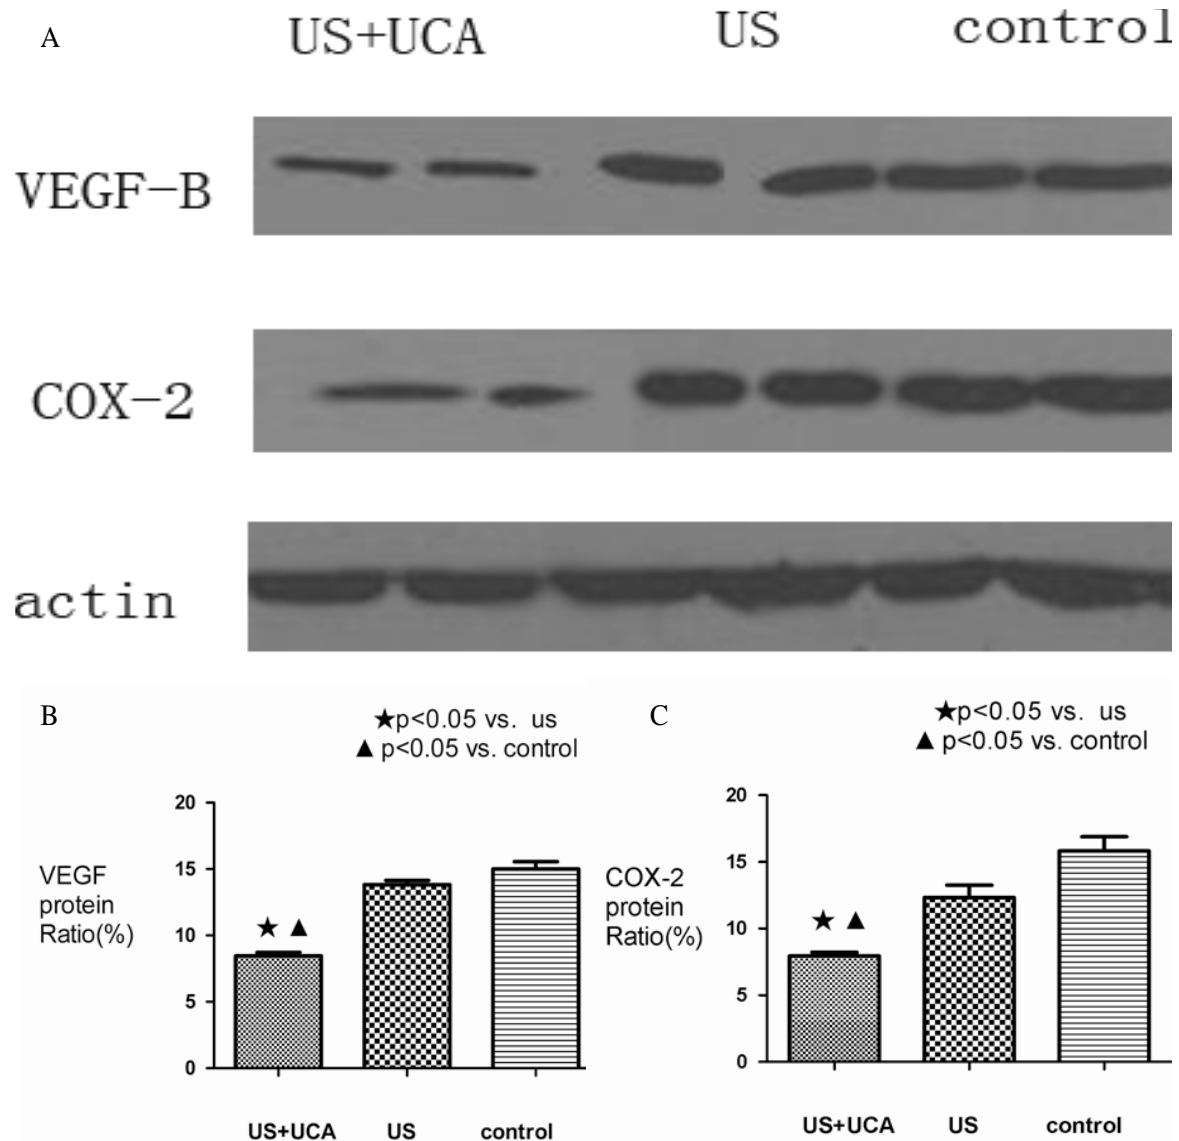 A
US+UCA US control
VEGF-B
COX-2
actin
B
★p<0.05 vs. us
▲ p<0.05 vs. control
20
15
10
5
0
VEGF
protein
Ratio(%)
★ ▲
US+UCA US control
C
★p<0.05 vs. us
▲ p<0.05 vs. control
20
15
10
5
0
COX-2
protein
Ratio(%)
★ ▲
US+UCA US control